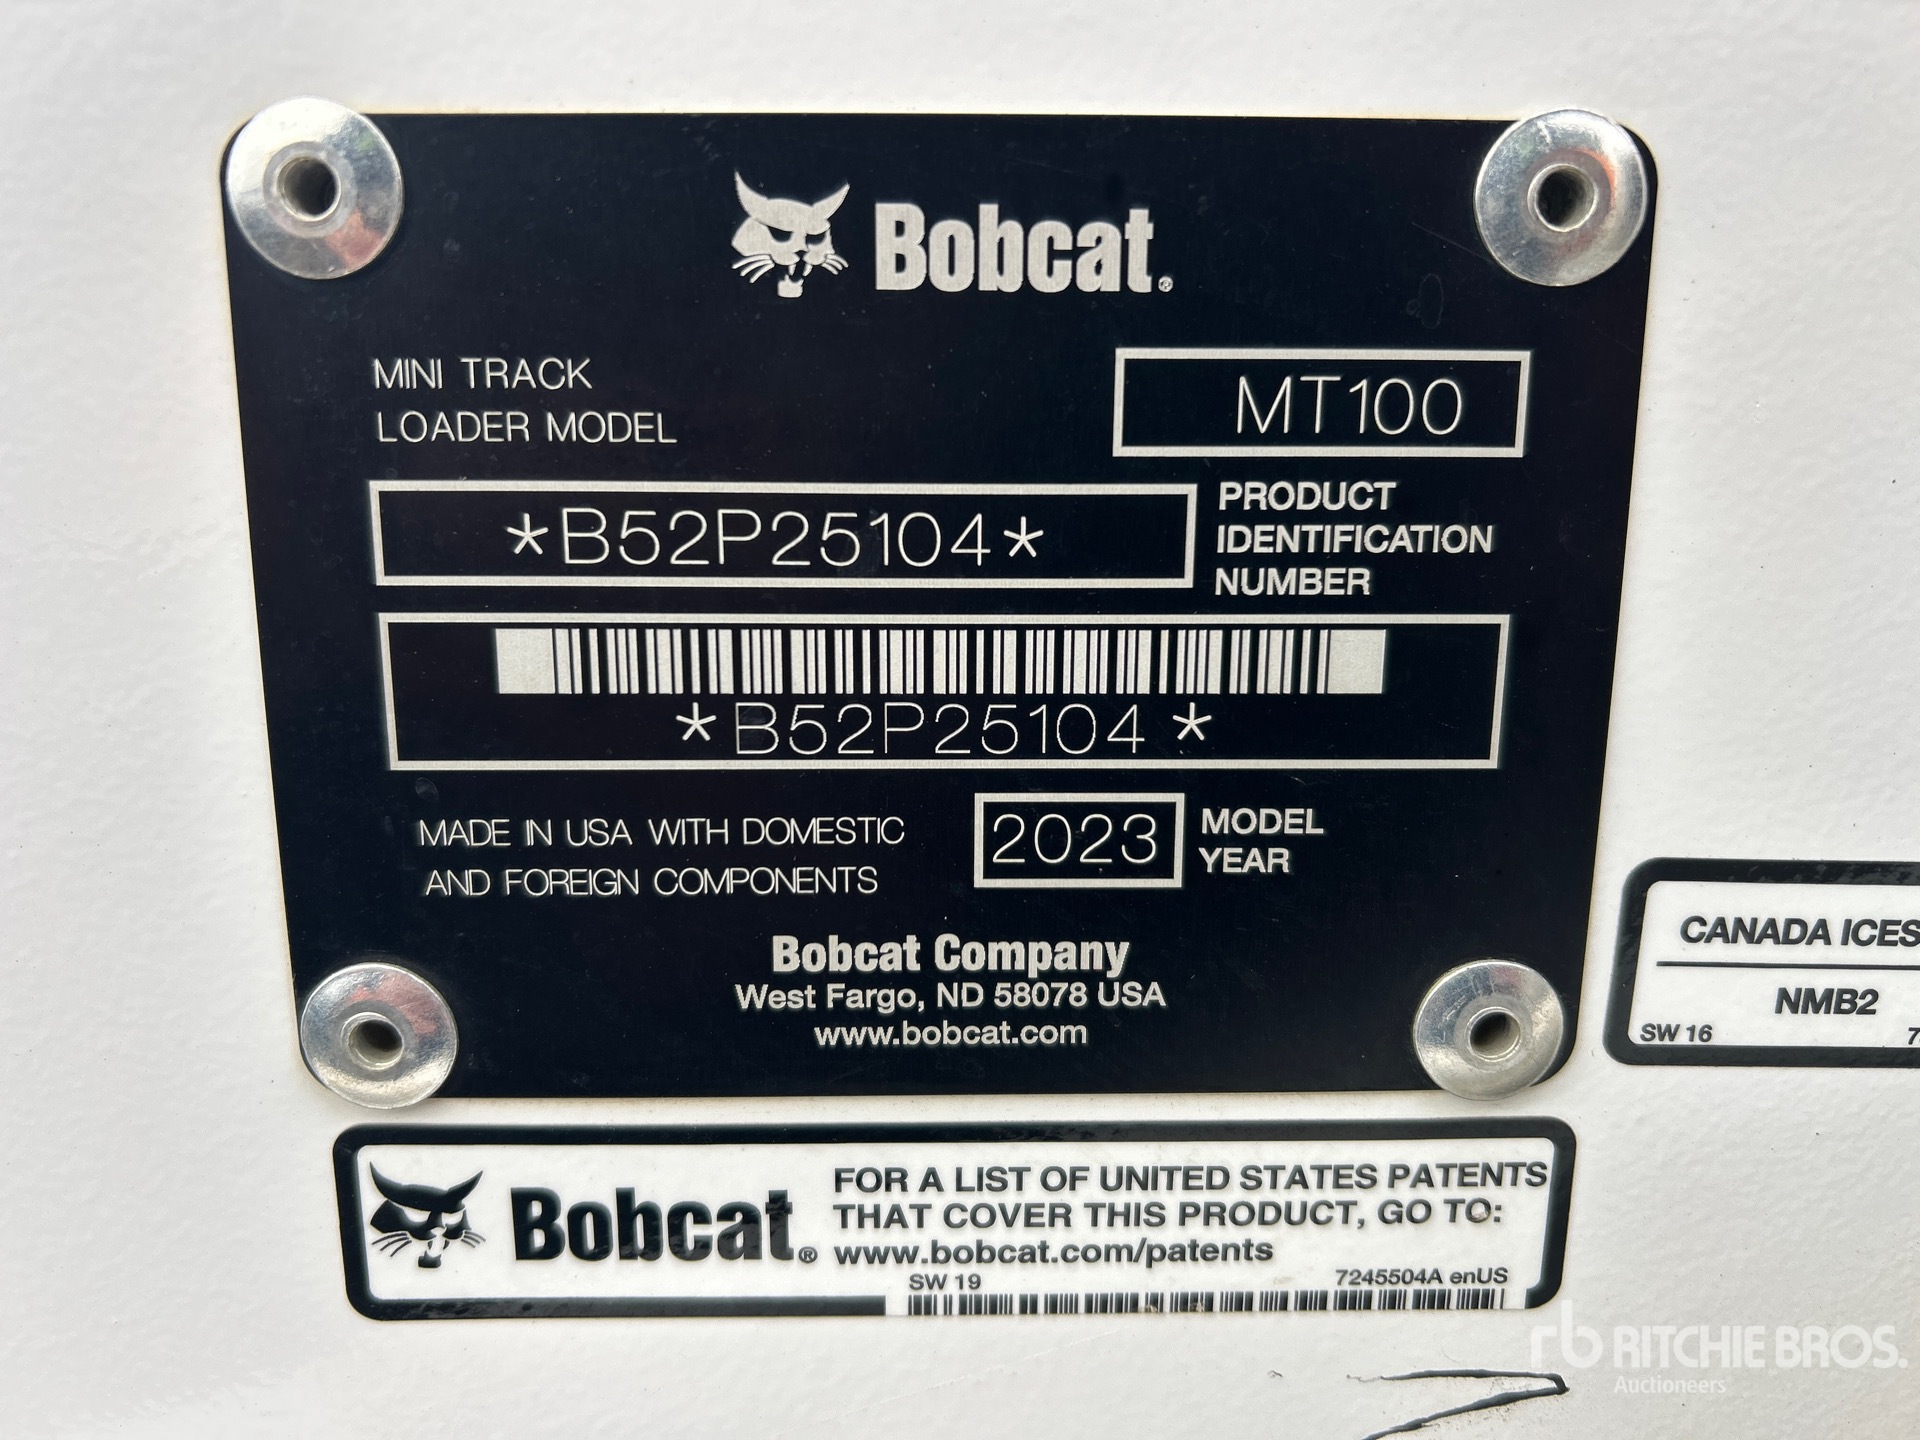 Bobcat®
MINI TRACK
LOADER MODEL
MT100
*B52P25104*
PRODUCT
IDENTIFICATION
NUMBER
*B52P25104*
MADE IN USA WITH DOMESTIC
AND FOREIGN COMPONENTS
2023
MODEL
YEAR
Bobcat Company
West Fargo, ND 58078 USA
www.bobcat.com
CANADA ICES
NMB2
SW 16
Bobcat®
FOR A LIST OF UNITED STATES PATENTS
THAT COVER THIS PRODUCT, GO TO:
www.bobcat.com/patents
SW 19
7245504A enUS
rb RITCHIE BROS.
Auctioneers